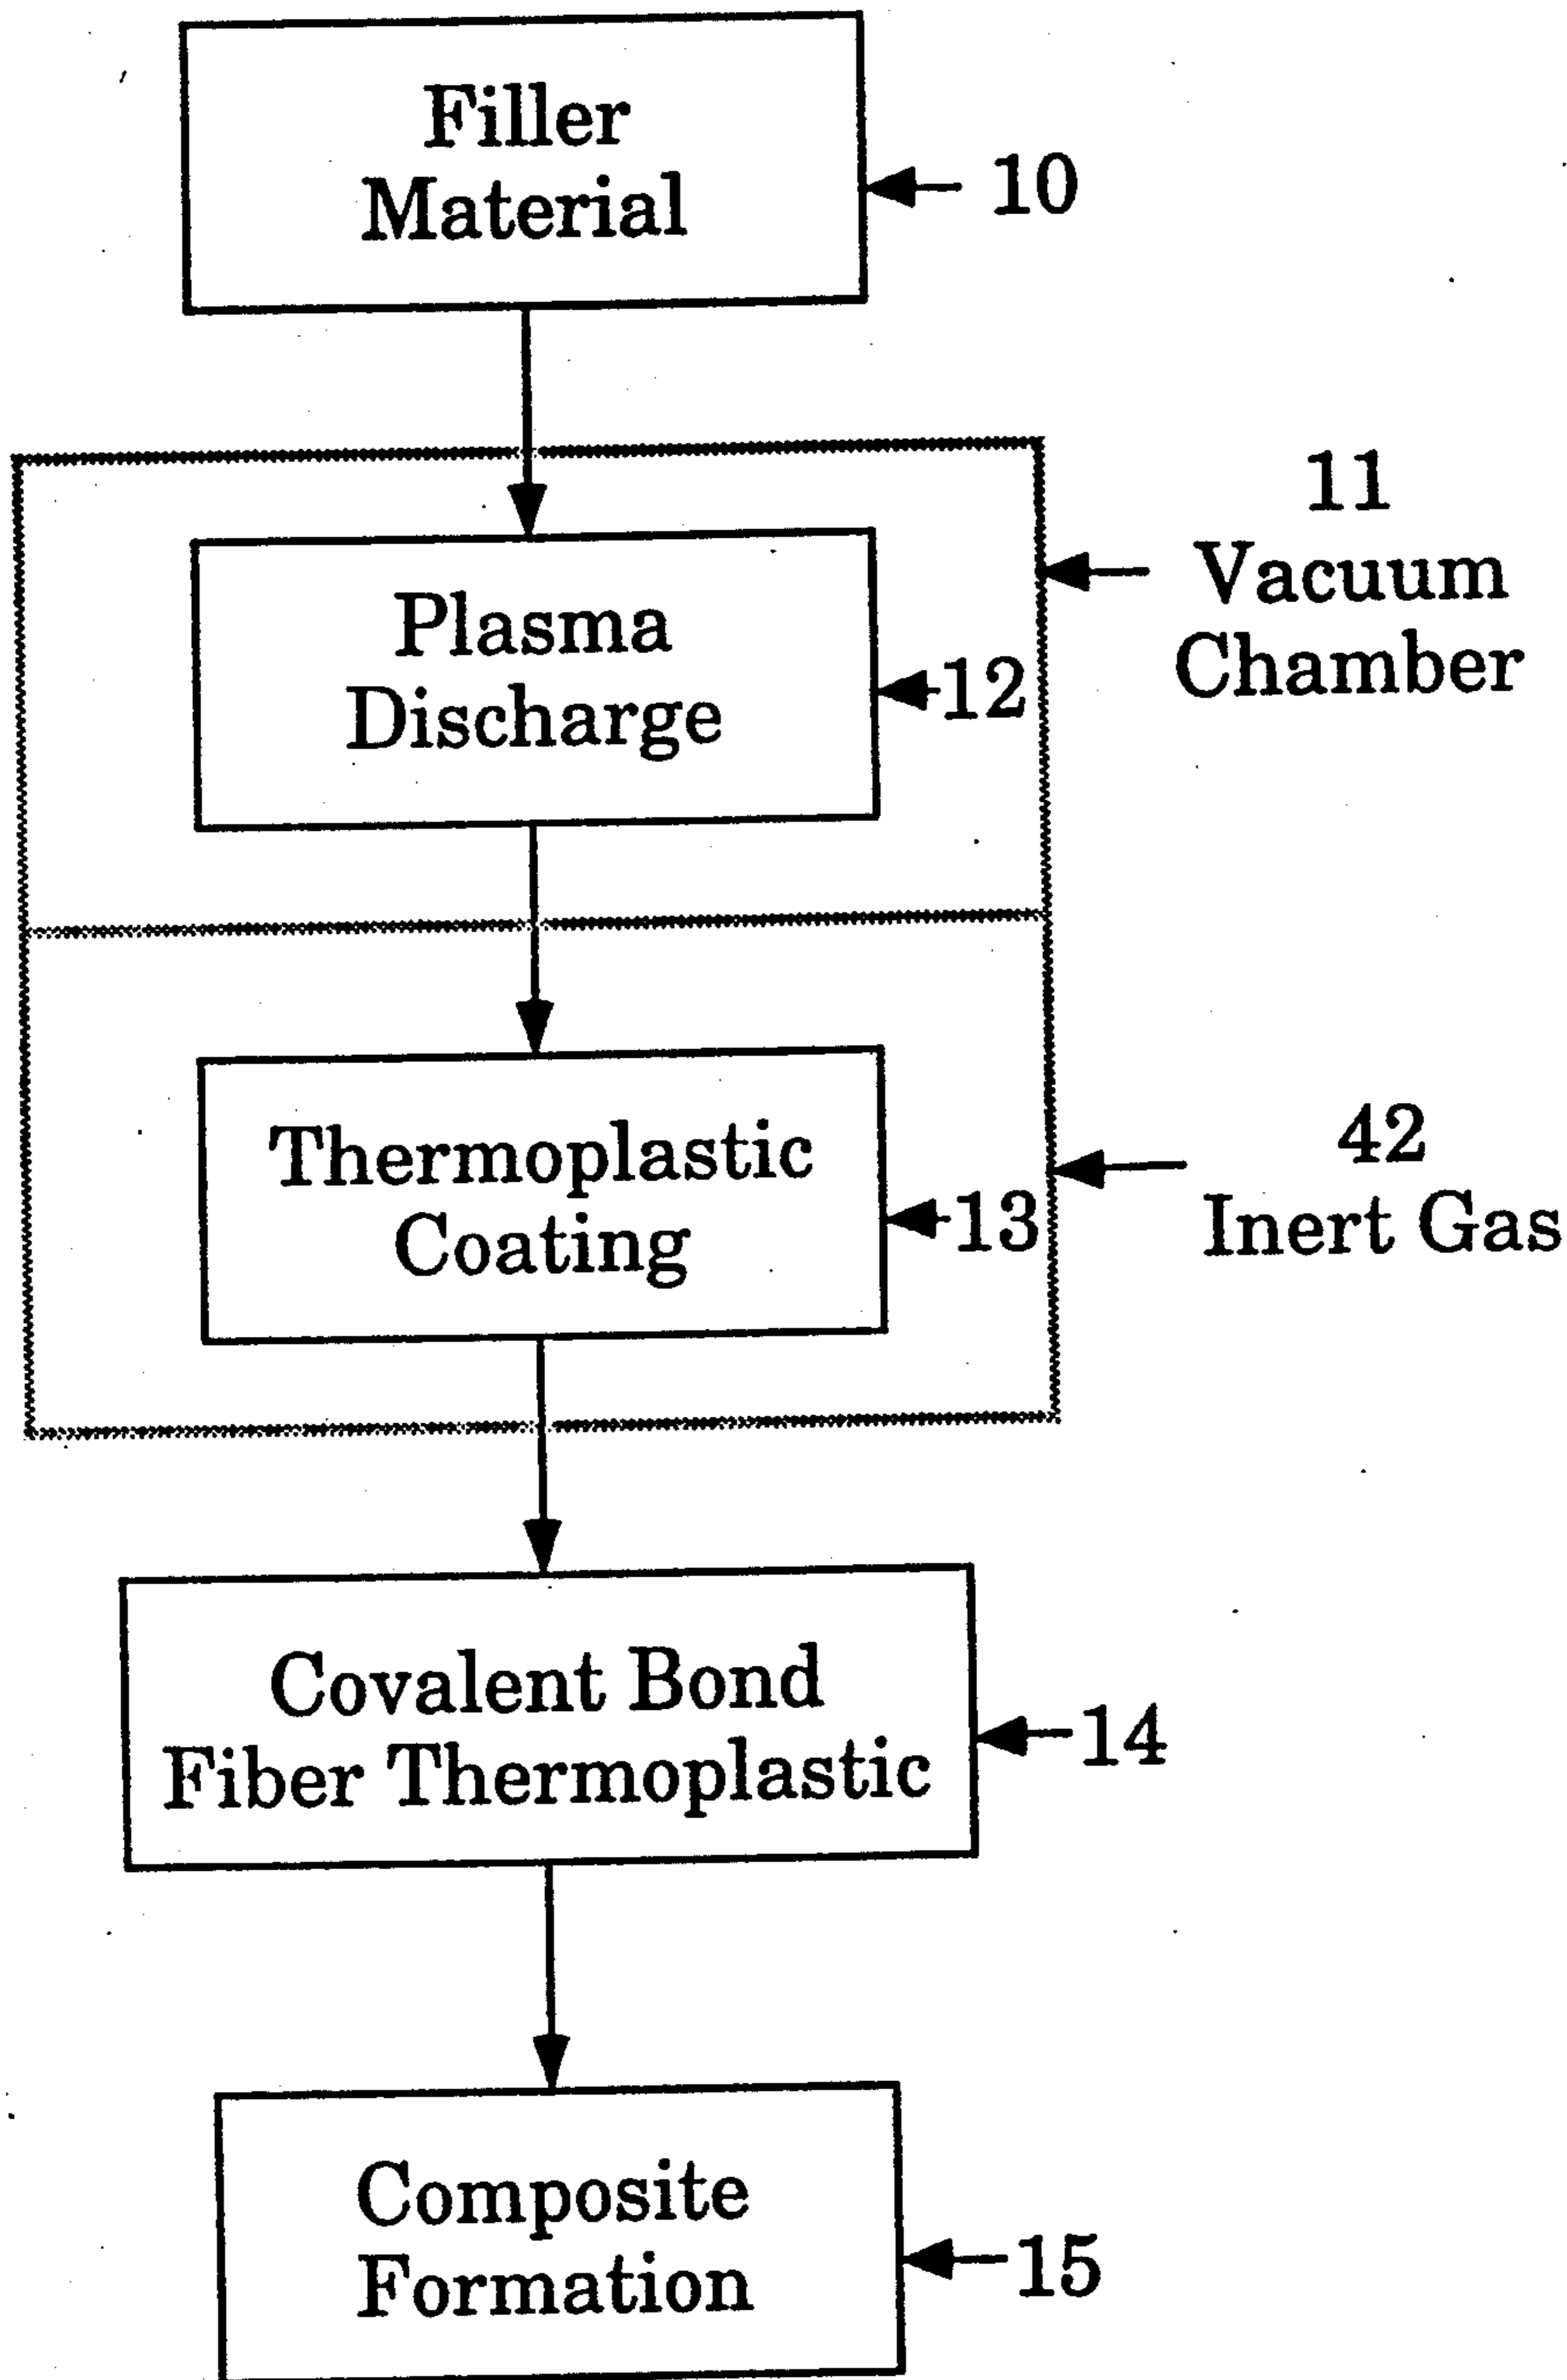 Filler
Material
10
11
Vacuum
Chamber
Plasma
Discharge
12
Thermoplastic
Coating
13
42
Inert Gas
Covalent Bond
Fiber Thermoplastic
14
Composite
Formation
15